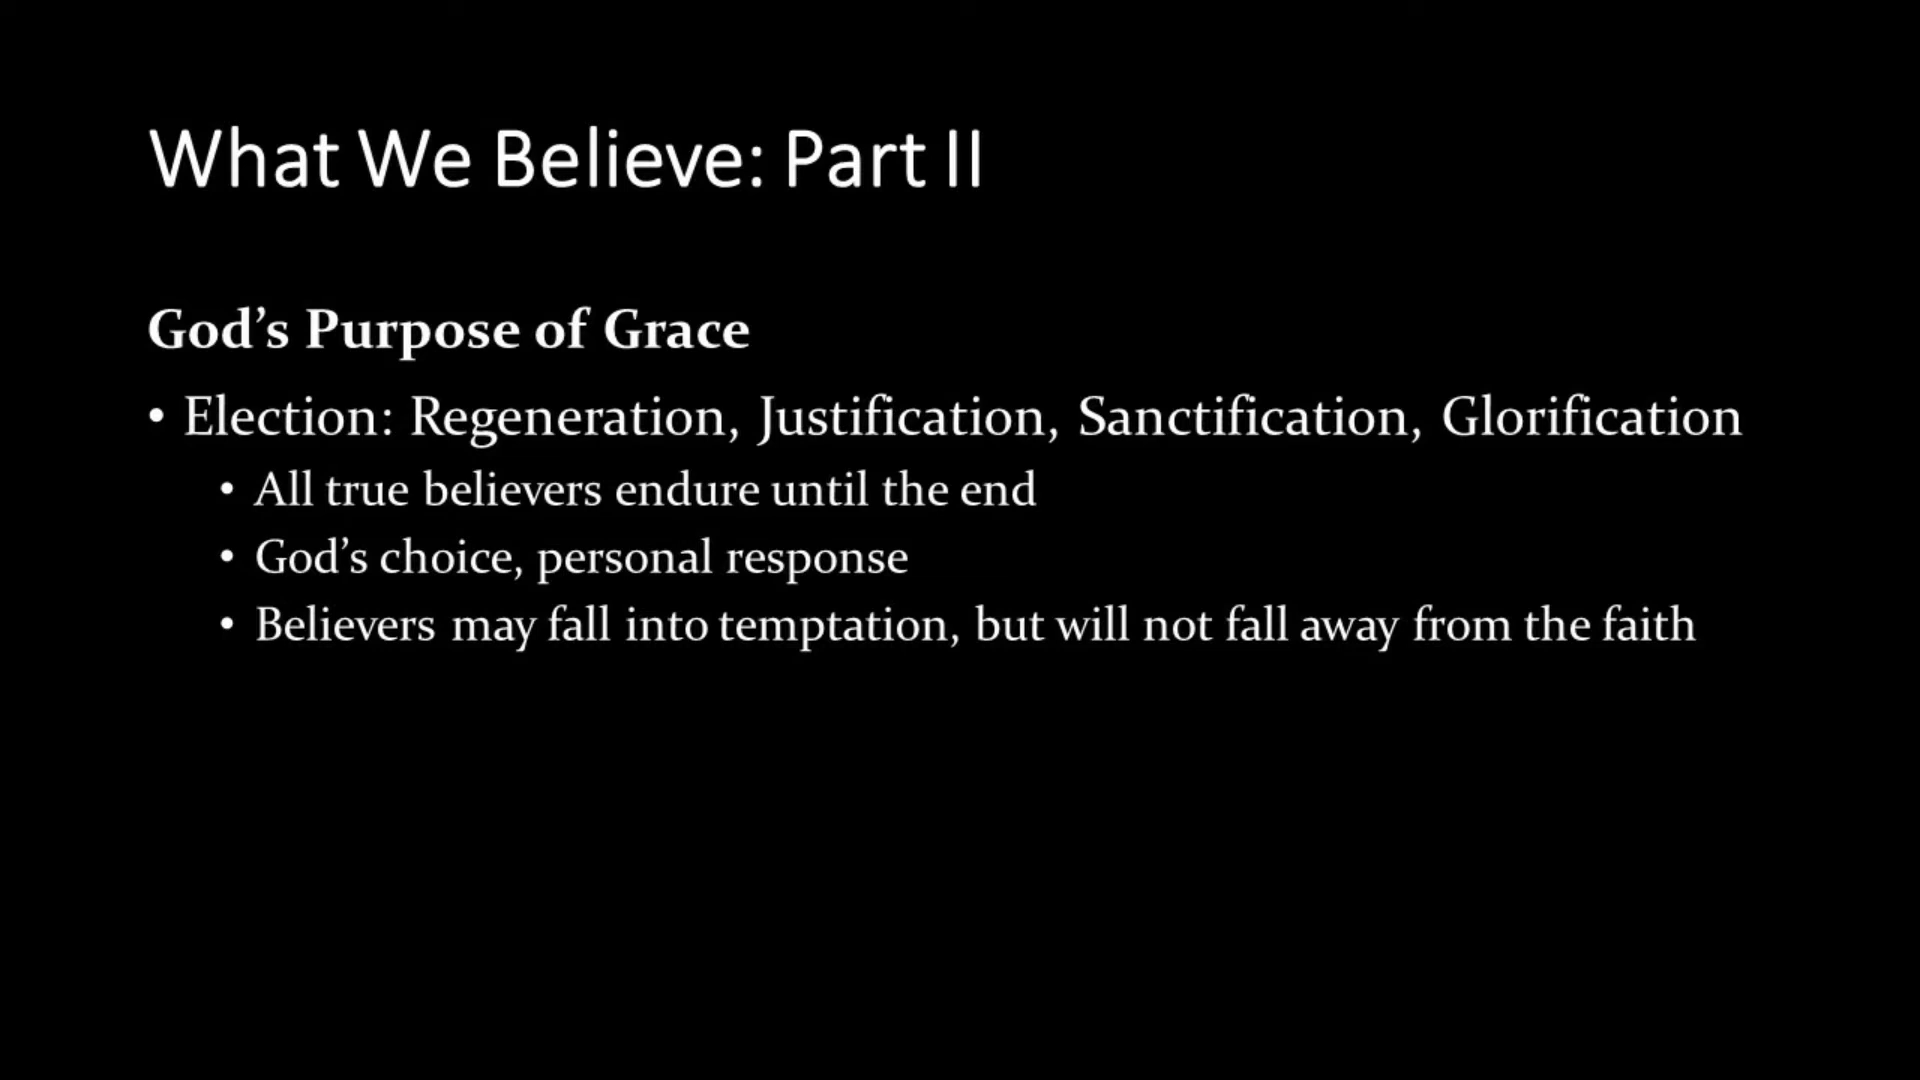 What We Believe: Part II
God’s Purpose of Grace
• Election: Regeneration, Justification, Sanctification, Glorification
• All true believers endure until the end
• God’s choice, personal response
• Believers may fall into temptation, but will not fall away from the faith